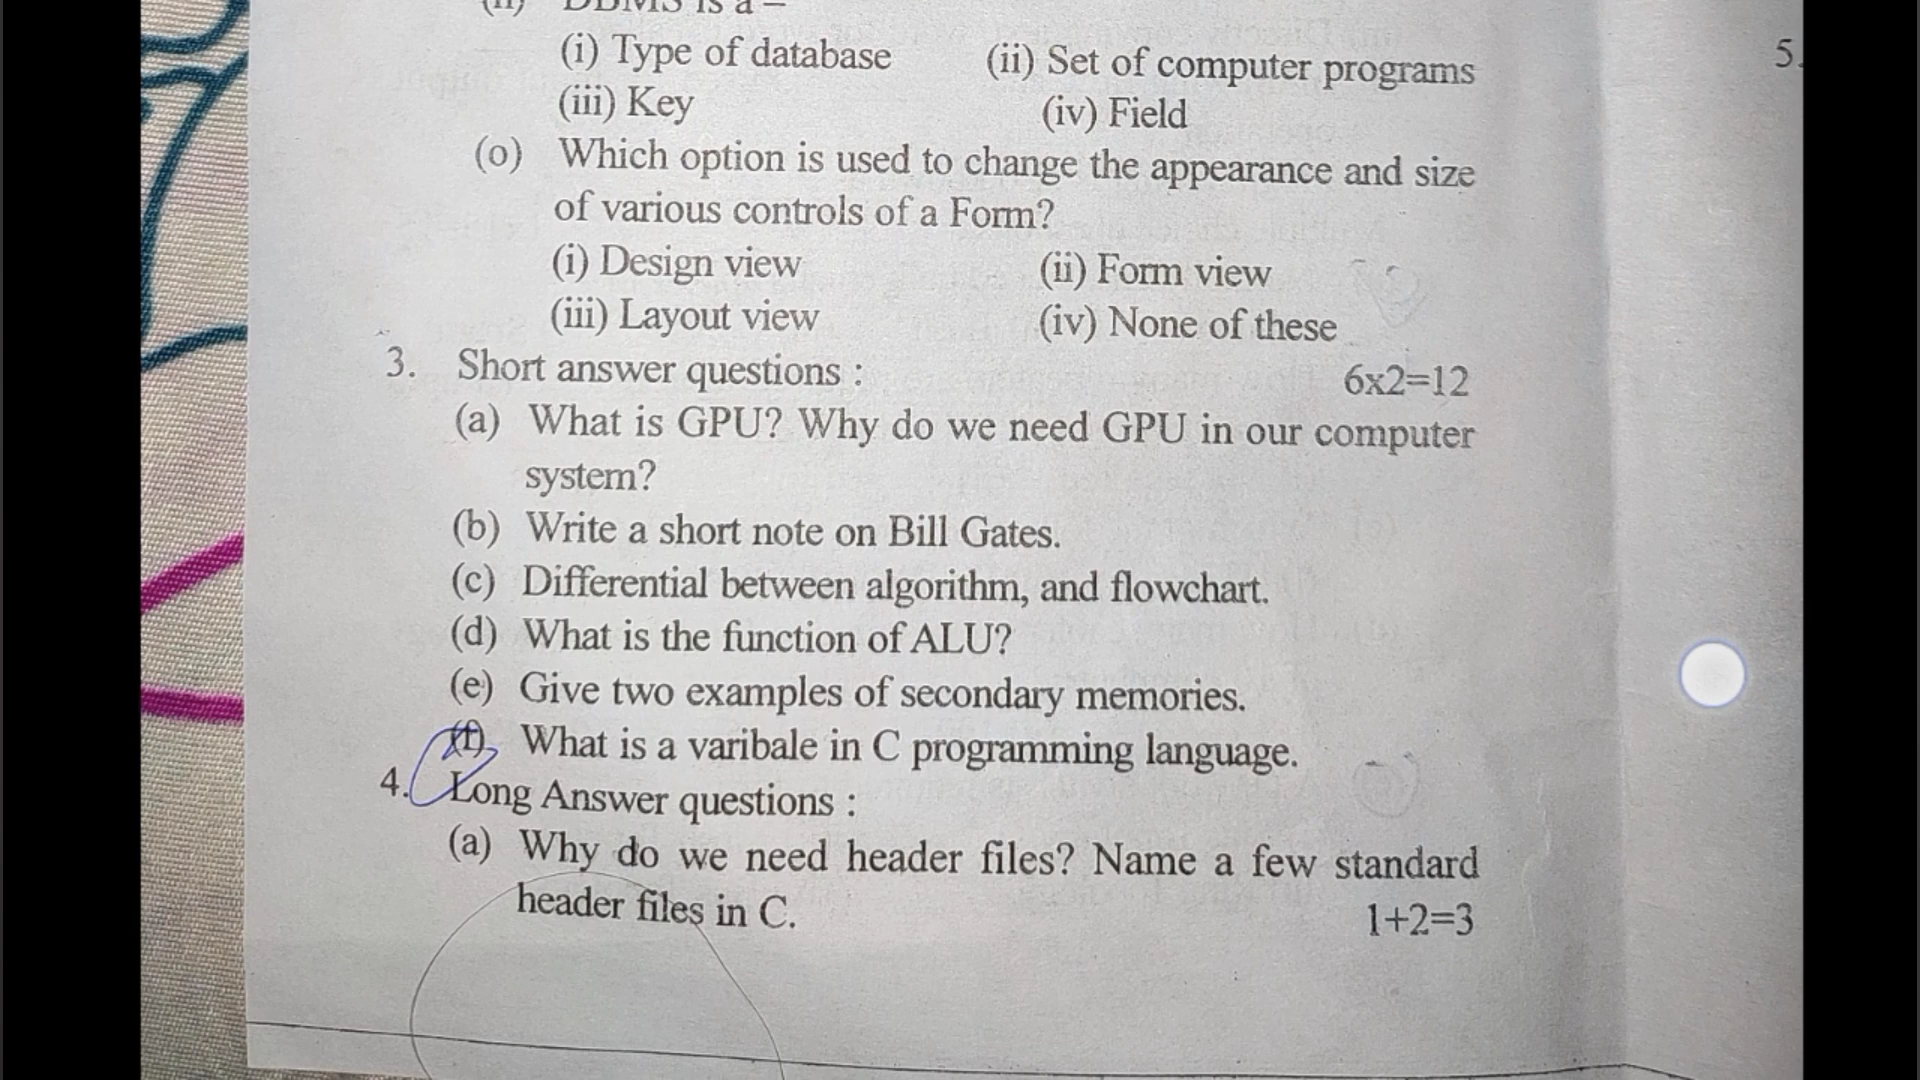 (n) DBMS is a –
(i) Type of database (ii) Set of computer programs
(iii) Key (iv) Field
(o) Which option is used to change the appearance and size
of various controls of a Form?
(i) Design view (ii) Form view
(iii) Layout view (iv) None of these
3. Short answer questions : 6x2=12
(a) What is GPU? Why do we need GPU in our computer
system?
(b) Write a short note on Bill Gates.
(c) Differential between algorithm, and flowchart.
(d) What is the function of ALU?
(e) Give two examples of secondary memories.
(f) What is a varibale in C programming language.
4. Long Answer questions :
(a) Why do we need header files? Name a few standard
header files in C. 1+2=3
5.